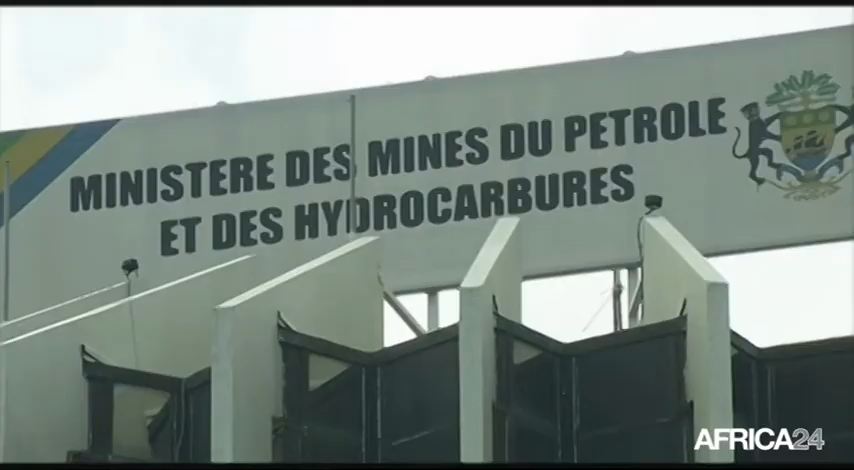 MINISTERE DES MINES DU PETROLE
ET DES HYDROCARBURES
AFRICA24